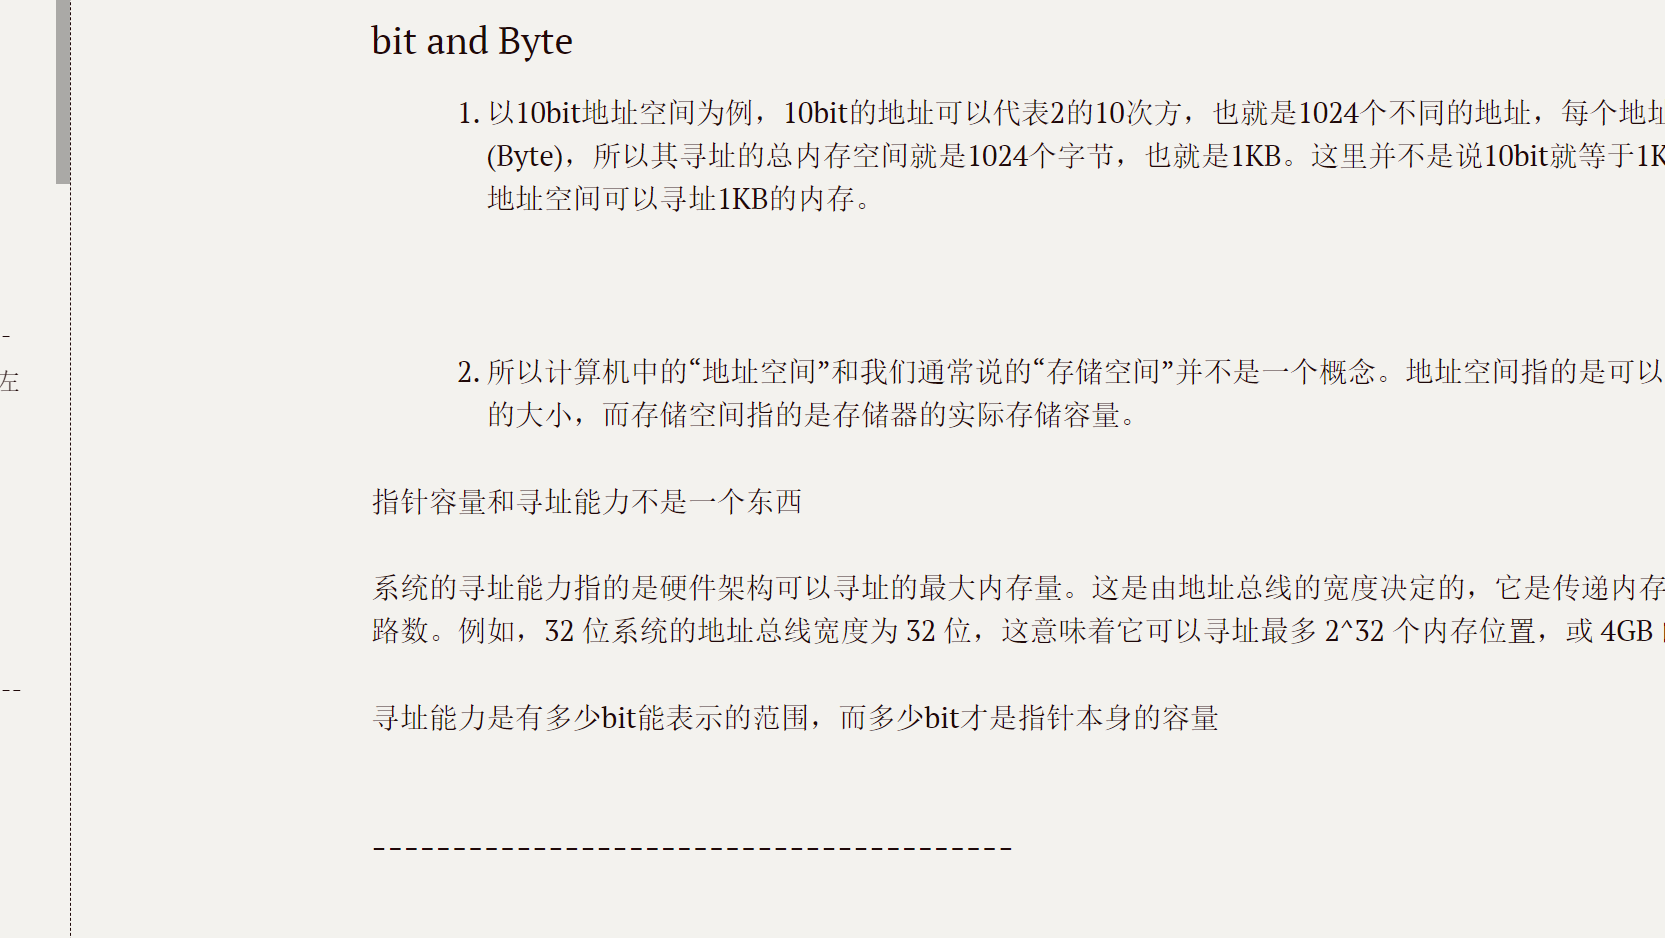 bit and Byte
1. 以10bit地址空间为例，10bit的地址可以代表2的10次方，也就是1024个不同的地址，每个地址
(Byte)，所以其寻址的总内存空间就是1024个字节，也就是1KB。这里并不是说10bit就等于1K
地址空间可以寻址1KB的内存。
-
左
2. 所以计算机中的“地址空间”和我们通常说的“存储空间”并不是一个概念。地址空间指的是可以
的大小，而存储空间指的是存储器的实际存储容量。
指针容量和寻址能力不是一个东西
系统的寻址能力指的是硬件架构可以寻址的最大内存量。这是由地址总线的宽度决定的，它是传递内存
路数。例如，32 位系统的地址总线宽度为 32 位，这意味着它可以寻址最多 2^32 个内存位置，或 4GB
--
寻址能力是有多少bit能表示的范围，而多少bit才是指针本身的容量
----------------------------------------